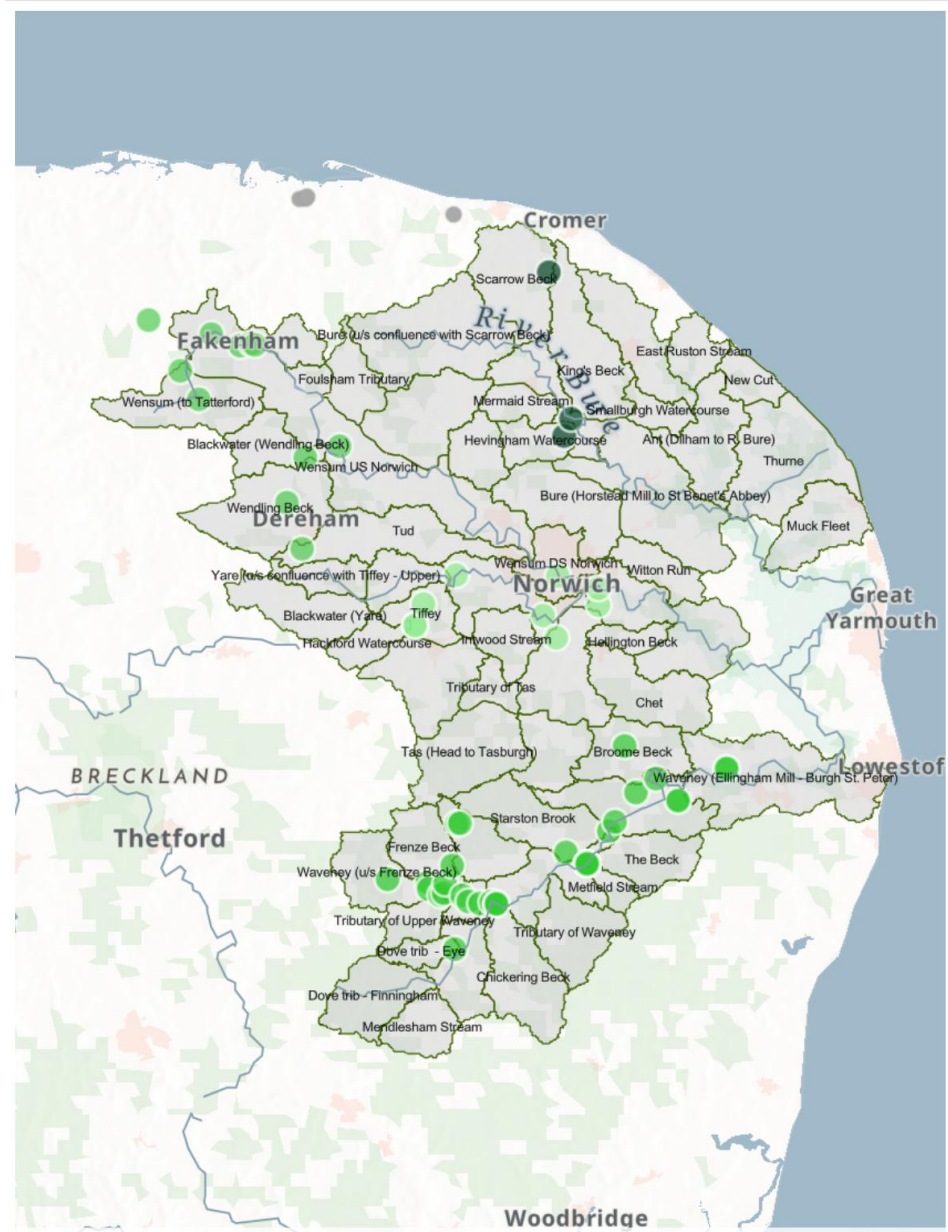 Cromer
Scarrow Beck
River Bure
Bure (u/s confluence with Scarrow Beck)
Fakenham
East Ruston Stream
King's Beck
Foulsham Tributary
New Cut
Wensum (to Tatterford)
Mermaid Stream
Smallburgh Watercourse
Blackwater (Wendling Beck)
Hevingham Watercourse
Ant (Dilham to R. Bure)
Thurne
Wensum US Norwich
Bure (Horstead Mill to St Benet's Abbey)
Wendling Beck
Dereham
Tud
Muck Fleet
Wensum DS Norwich
Witton Run
Yare (u/s confluence with Tiffey - Upper)
Norwich
Great
Yarmouth
Blackwater (Yare)
Tiffey
Hackford Watercourse
Intwood Stream
Hellington Beck
Tributary of Tas
Chet
Tas (Head to Tasburgh)
Broome Beck
BRECKLAND
Waveney (Ellingham Mill - Burgh St. Peter)
Lowestof
Thetford
Starston Brook
Frenze Beck
The Beck
Waveney (u/s Frenze Beck)
Metfield Stream
Tributary of Upper Waveney
Tributary of Waveney
Dove trib - Eye
Chickering Beck
Dove trib - Finningham
Mendlesham Stream
Woodbridge